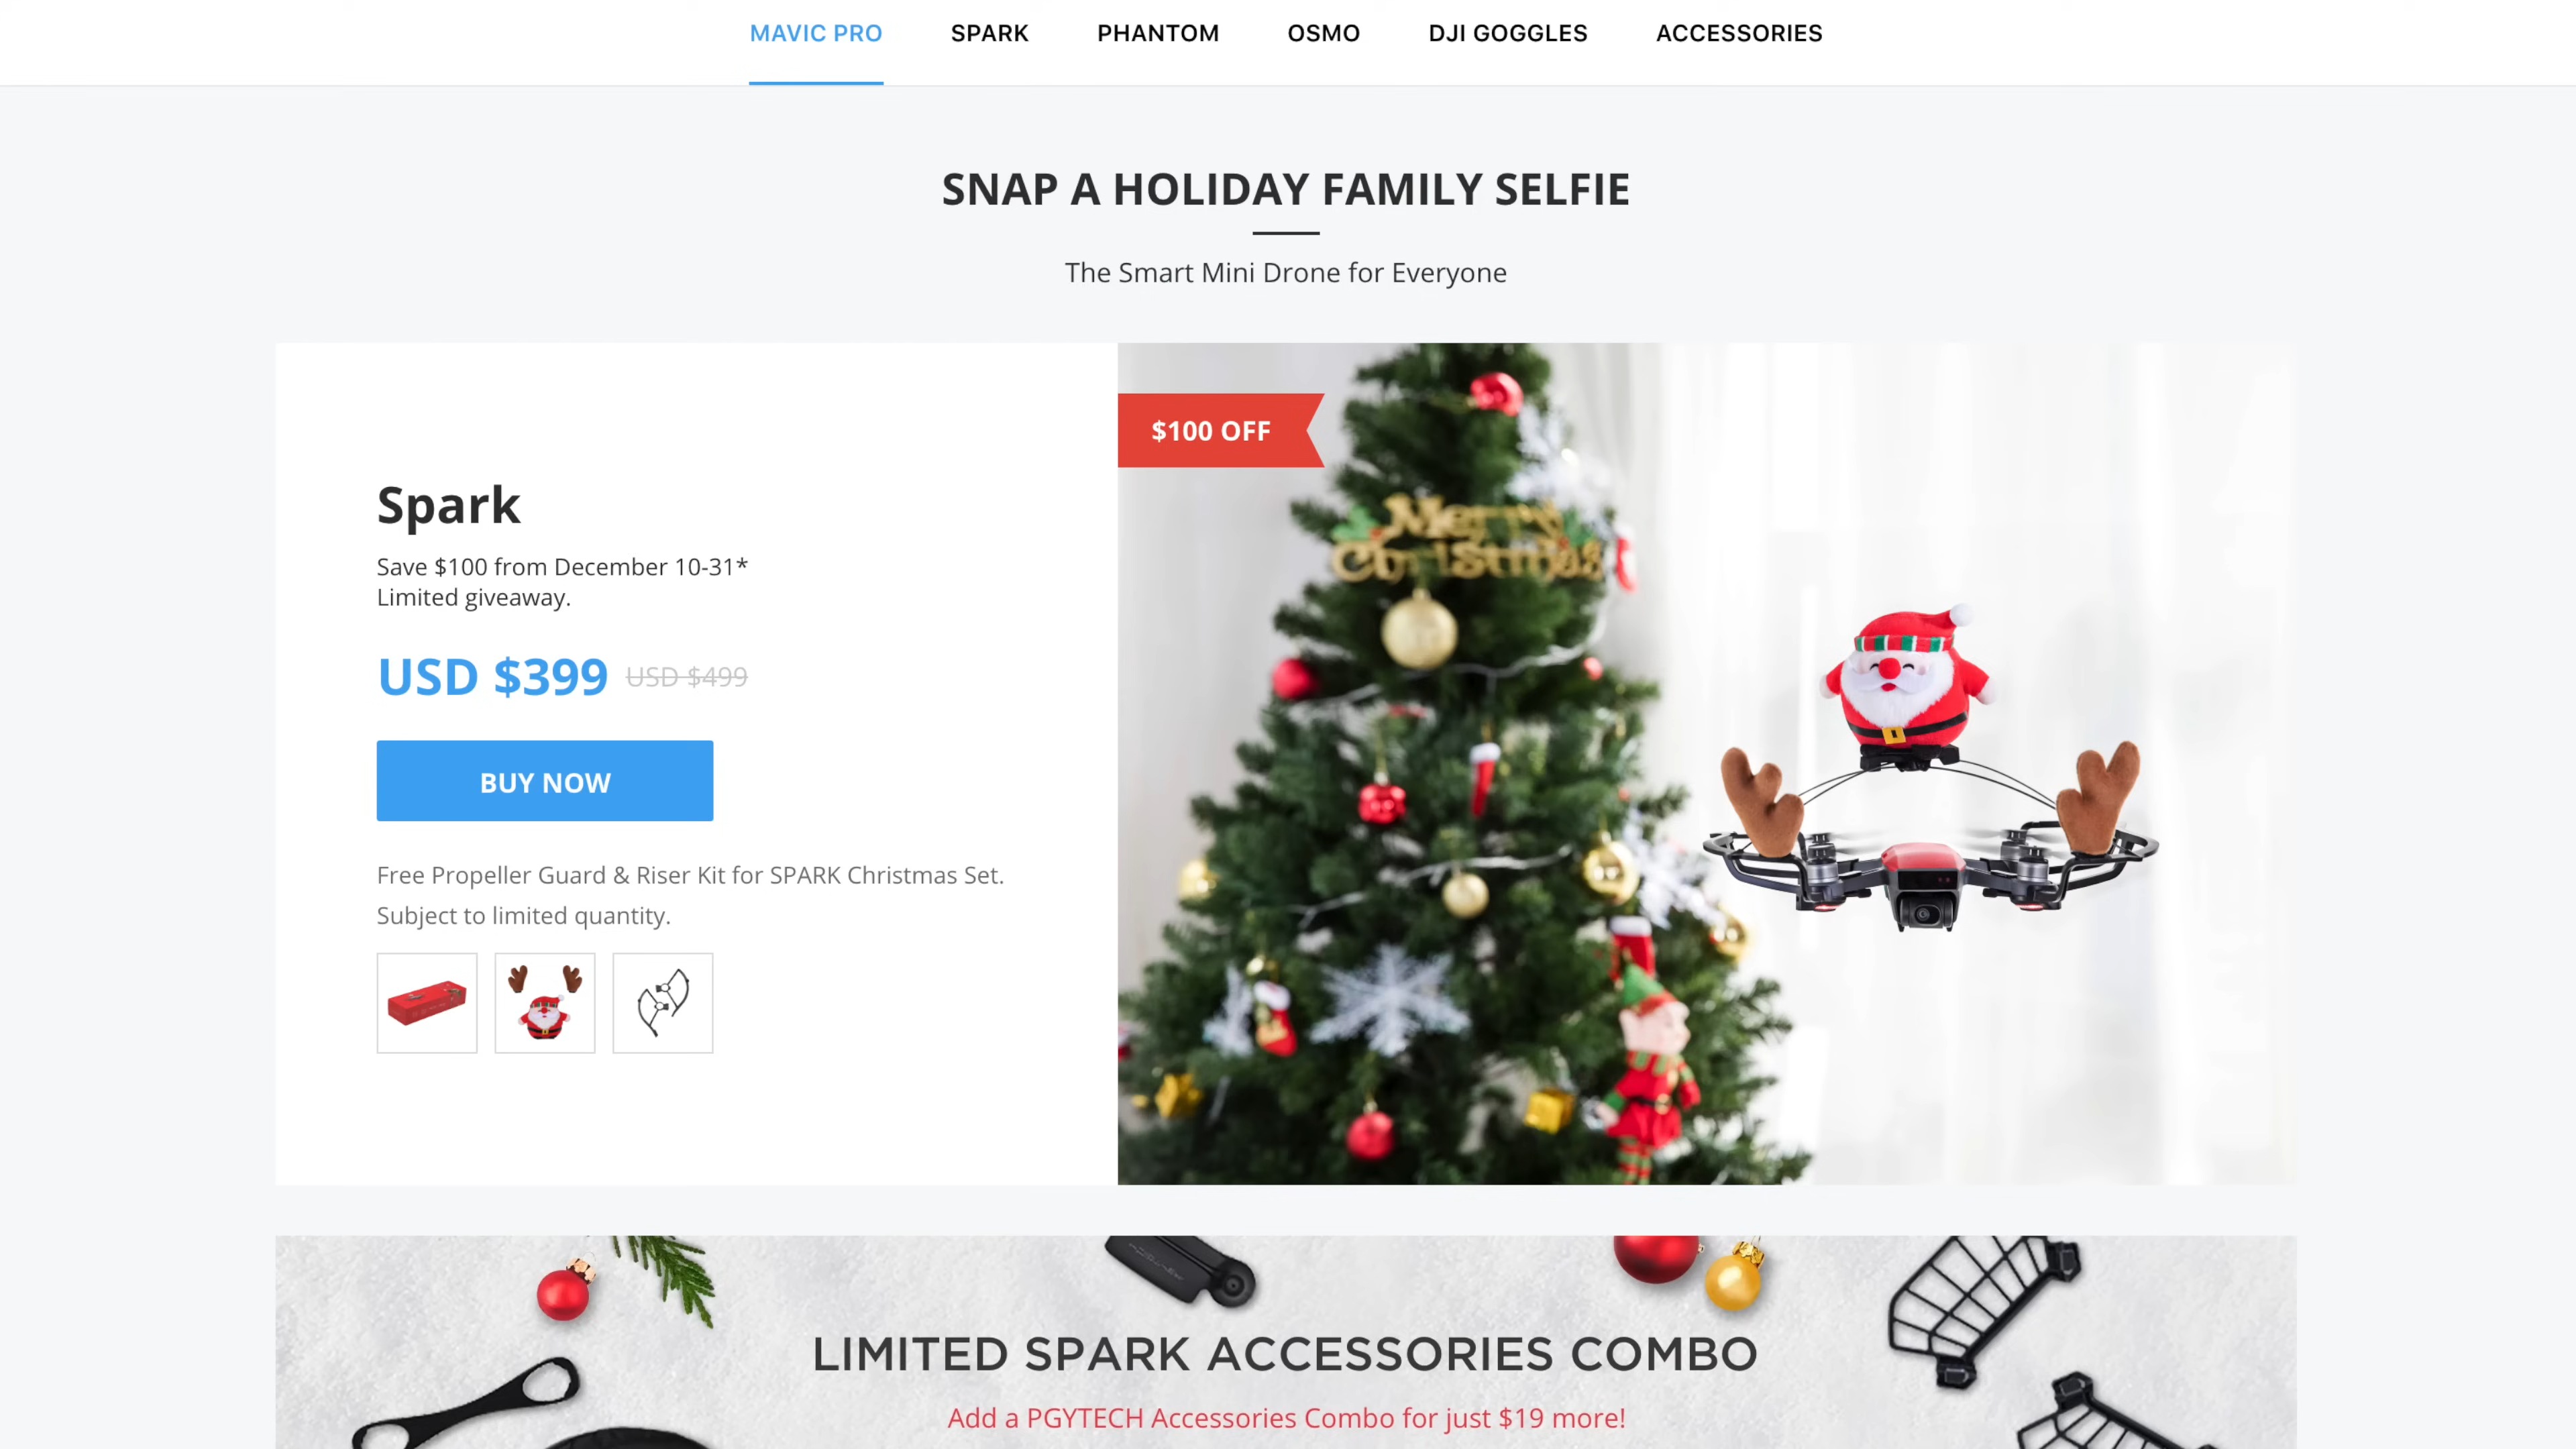 MAVIC PRO SPARK PHANTOM OSMO DJI GOGGLES ACCESSORIES
SNAP A HOLIDAY FAMILY SELFIE
The Smart Mini Drone for Everyone
$100 OFF
Merry
Christmas
Spark
Save $100 from December 10-31*
Limited giveaway.
USD $399 USD $499
BUY NOW
Free Propeller Guard & Riser Kit for SPARK Christmas Set.
Subject to limited quantity.
LIMITED SPARK ACCESSORIES COMBO
Add a PGYTECH Accessories Combo for just $19 more!